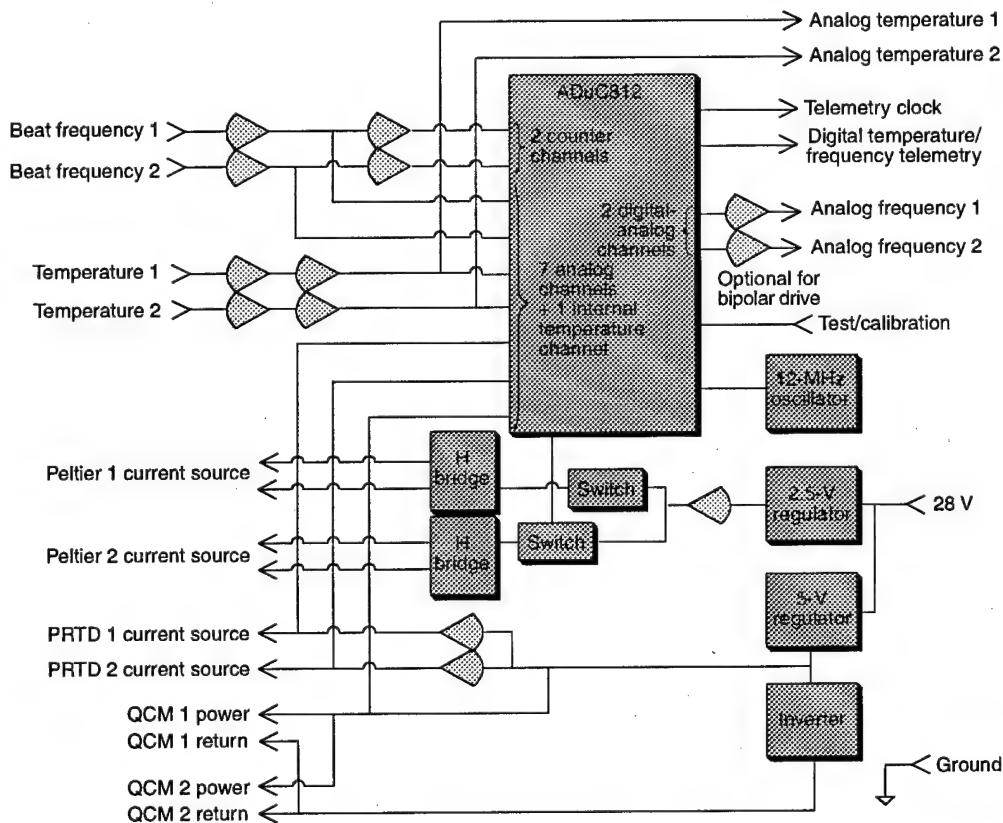 Analog temperature 1
Analog temperature 2
ADuC812
Telemetry clock
Beat frequency 1
2 counter
channels
Digital temperature/
frequency telemetry
Beat frequency 2
2 digital-
analog
channels
Analog frequency 1
Analog frequency 2
Temperature 1
Temperature 2
7 analog
channels
+ 1 internal
temperature
channel
Optional for
bipolar drive
Test/calibration
12-MHz
oscillator
Peltier 1 current source
H
bridge
Switch
2.5-V
regulator
28 V
Peltier 2 current source
H
bridge
Switch
5-V
regulator
PRTD 1 current source
PRTD 2 current source
QCM 1 power
QCM 1 return
Inverter
QCM 2 power
QCM 2 return
Ground